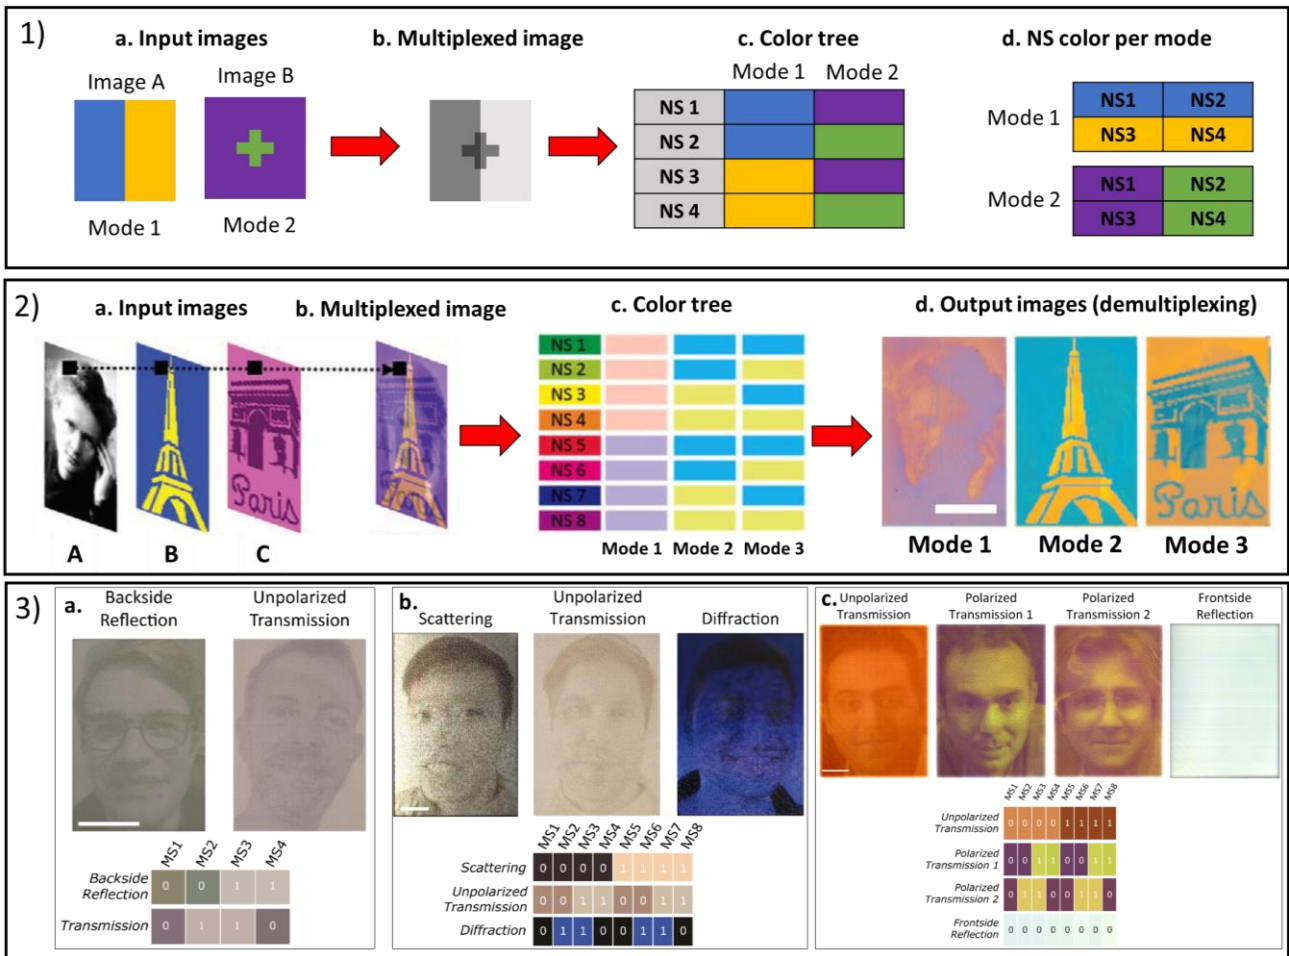 1)
a. Input images
b. Multiplexed image
c. Color tree
d. NS color per mode
Image A
Image B
Mode 1
Mode 2
Mode 1 Mode 2
NS 1
NS 2
NS 3
NS 4
Mode 1
NS1 NS2
NS3 NS4
Mode 2
NS1 NS2
NS3 NS4
2)
a. Input images
b. Multiplexed image
c. Color tree
d. Output images (demultiplexing)
Paris
Paris
Paris
A B C
NS 1
NS 2
NS 3
NS 4
NS 5
NS 6
NS 7
NS 8
Mode 1 Mode 2 Mode 3
Mode 1 Mode 2 Mode 3
3)
a.
Backside
Reflection
Unpolarized
Transmission
MS1 MS2 MS3 MS4
Backside
Reflection
0 0 1 1
Transmission 0 1 1 0
b.
Scattering
Unpolarized
Transmission
Diffraction
MS1 MS2 MS3 MS4 MS5 MS6 MS7 MS8
Scattering 0 0 0 0 1 1 1 1
Unpolarized
Transmission
0 0 1 1 0 0 1 1
Diffraction 0 1 1 0 0 1 1 0
c.
Unpolarized
Transmission
Polarized
Transmission 1
Polarized
Transmission 2
Frontside
Reflection
MS1 MS2 MS3 MS4 MS5 MS6 MS7 MS8
Unpolarized
Transmission
0 0 0 0 1 1 1 1
Polarized
Transmission 1
0 0 1 1 0 0 1 1
Polarized
Transmission 2
0 1 1 0 0 1 1 0
Frontside
Reflection
0 0 0 0 0 0 0 0